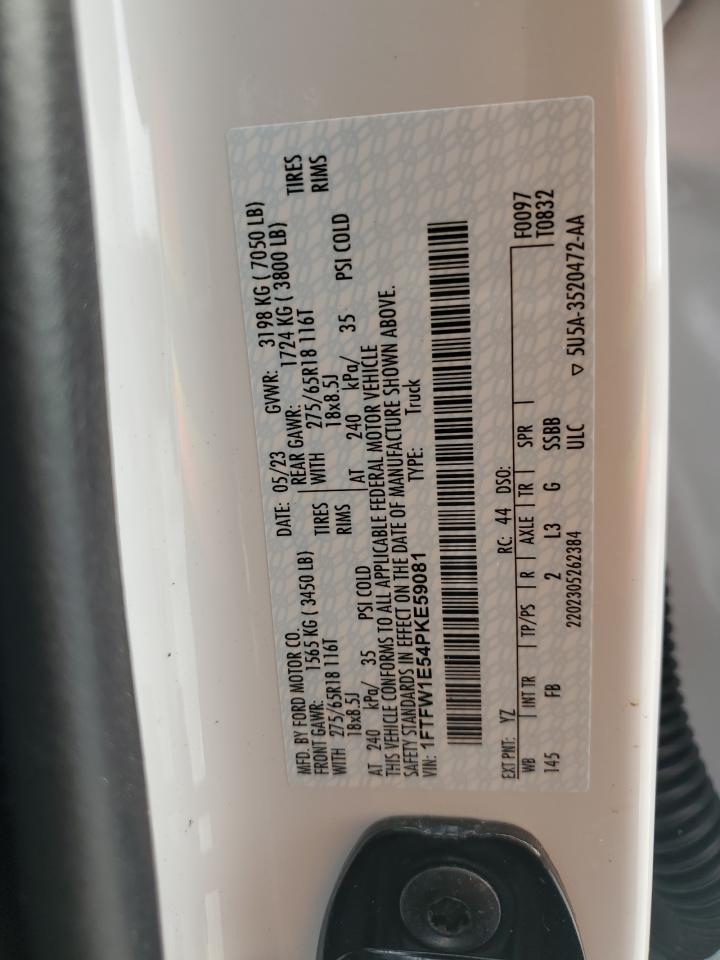 MFD. BY FORD MOTOR CO.
DATE: 05/23 GVWR: 3198 KG ( 7050 LB)
FRONT GAWR: 1565 KG ( 3450 LB) REAR GAWR: 1724 KG ( 3800 LB)
WITH 275/65R18 116T TIRES WITH 275/65R18 116T TIRES
18x8.5J RIMS 18x8.5J RIMS
AT 240 kPa/ 35 PSI COLD AT 240 kPa/ 35 PSI COLD
THIS VEHICLE CONFORMS TO ALL APPLICABLE FEDERAL MOTOR VEHICLE
SAFETY STANDARDS IN EFFECT ON THE DATE OF MANUFACTURE SHOWN ABOVE.
VIN: 1FTFW1E54PKE59081 TYPE: Truck
EXT PNT: YZ RC: 44 DSO: F0097
WB INT TR TP/PS R AXLE TR SPR T0832
145 FB 2 L3 G SSBB
2202305262384 ULC ▽ 5U5A-3520472-AA